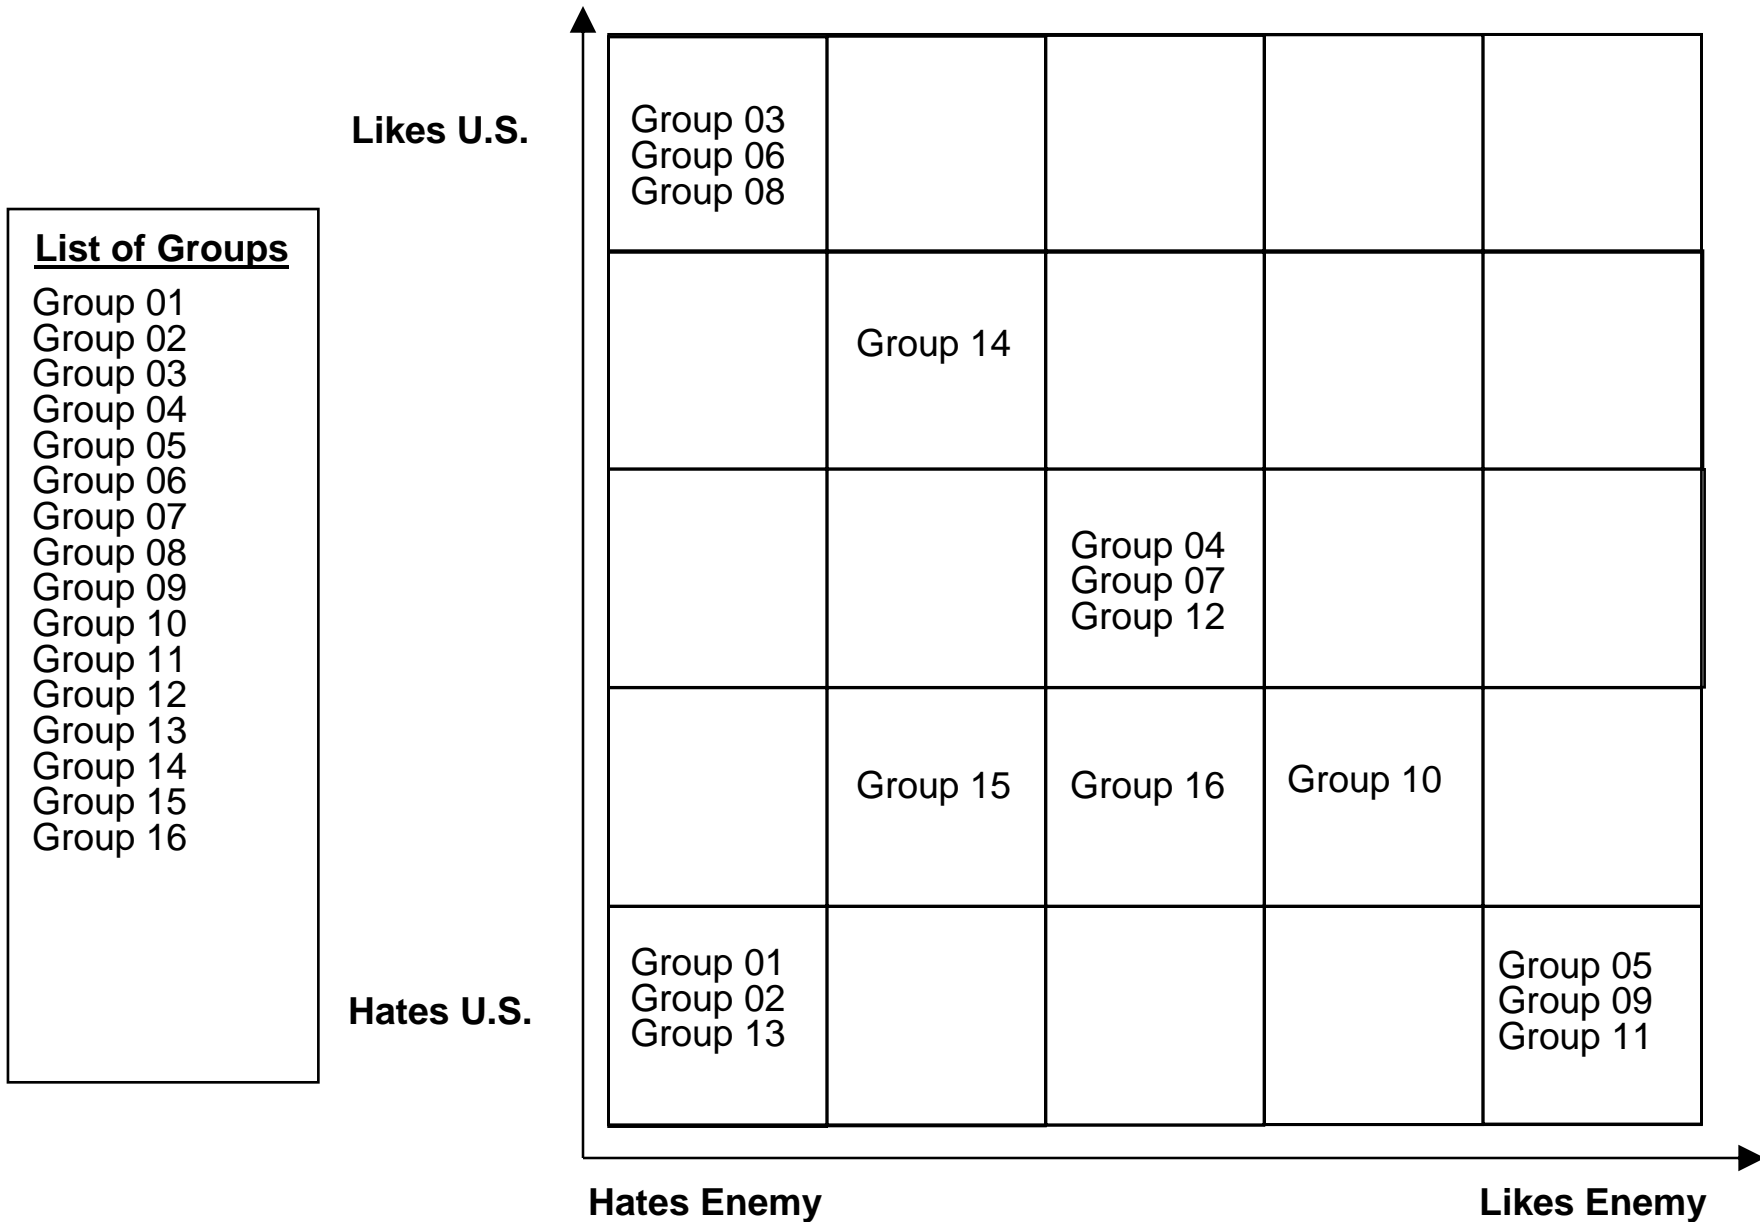 Likes U.S.
List of Groups
Group 01
Group 02
Group 03
Group 04
Group 05
Group 06
Group 07
Group 08
Group 09
Group 10
Group 11
Group 12
Group 13
Group 14
Group 15
Group 16
Hates U.S.
Group 03
Group 06
Group 08
Group 14
Group 04
Group 07
Group 12
Group 15
Group 16
Group 10
Group 01
Group 02
Group 13
Group 05
Group 09
Group 11
Hates Enemy
Likes Enemy